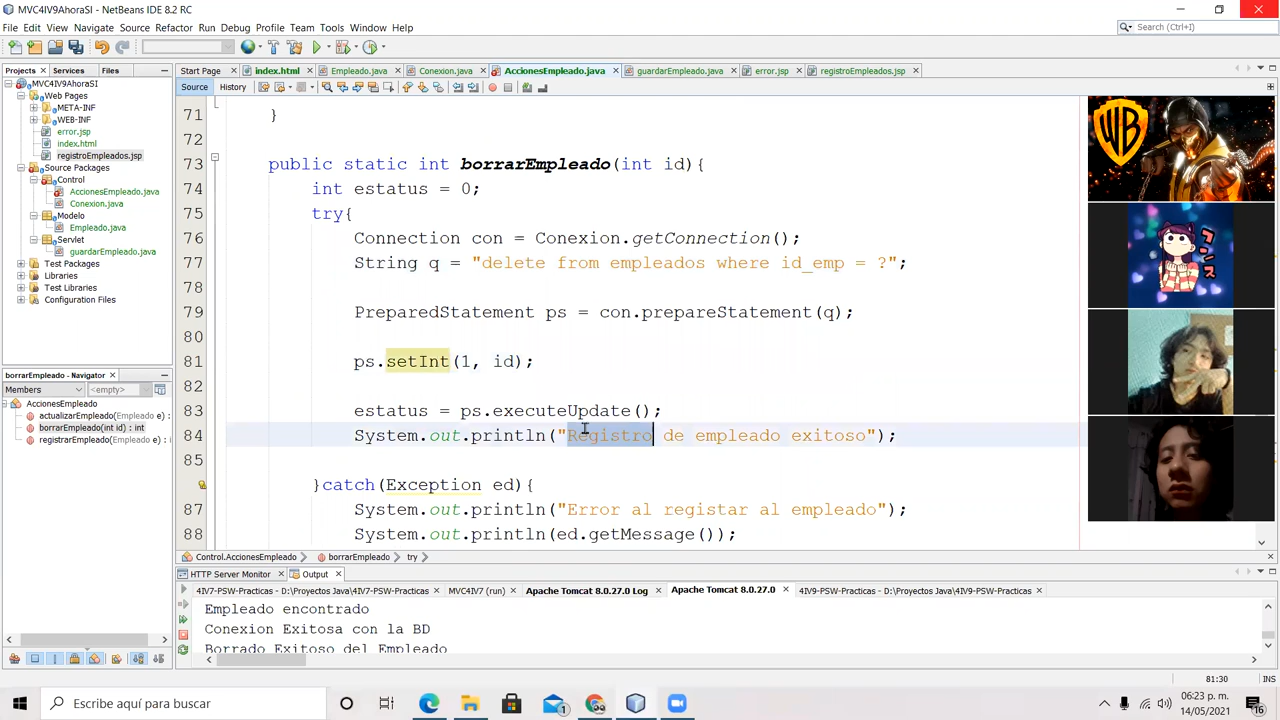 MVC4IV9AhoraSI - NetBeans IDE 8.2 RC
File Edit View Navigate Source Refactor Run Debug Profile Team Tools Window Help
Search (Ctrl+I)
Projects Services Files
Start Page index.html Empleado.java Conexion.java AccionesEmpleado.java guardarEmpleado.java error.jsp registroEmpleados.jsp
Source History
MVC4IV9AhoraSI
Web Pages
META-INF
WEB-INF
error.jsp
index.html
registroEmpleados.jsp
Source Packages
Control
AccionesEmpleado.java
Conexion.java
Modelo
Empleado.java
Servlet
guardarEmpleado.java
Test Packages
Libraries
Test Libraries
Configuration Files
borrarEmpleado - Navigator
Members <empty>
AccionesEmpleado
actualizarEmpleado(Empleado e) :
borrarEmpleado(int id) : int
registrarEmpleado(Empleado e) :
71 }
72
73 public static int borrarEmpleado(int id){
74 int estatus = 0;
75 try{
76 Connection con = Conexion.getConnection();
77 String q = "delete from empleados where id_emp = ?";
78
79 PreparedStatement ps = con.prepareStatement(q);
80
81 ps.setInt(1, id);
82
83 estatus = ps.executeUpdate();
84 System.out.println("Registro de empleado exitoso");
85
}catch(Exception ed){
87 System.out.println("Error al registar al empleado");
88 System.out.println(ed.getMessage());
WB
Control.AccionesEmpleado borrarEmpleado try
HTTP Server Monitor Output
4IV7-PSW-Practicas - D:\Proyectos Java\4IV7-PSW-Practicas MVC4IV7 (run) Apache Tomcat 8.0.27.0 Log Apache Tomcat 8.0.27.0 4IV9-PSW-Practicas - D:\Proyectos Java\4IV9-PSW-Practicas
Empleado encontrado
Conexion Exitosa con la BD
Borrado Exitoso del Empleado
81:30 INS
Escribe aquí para buscar
1
06:23 p. m.
14/05/2021
16